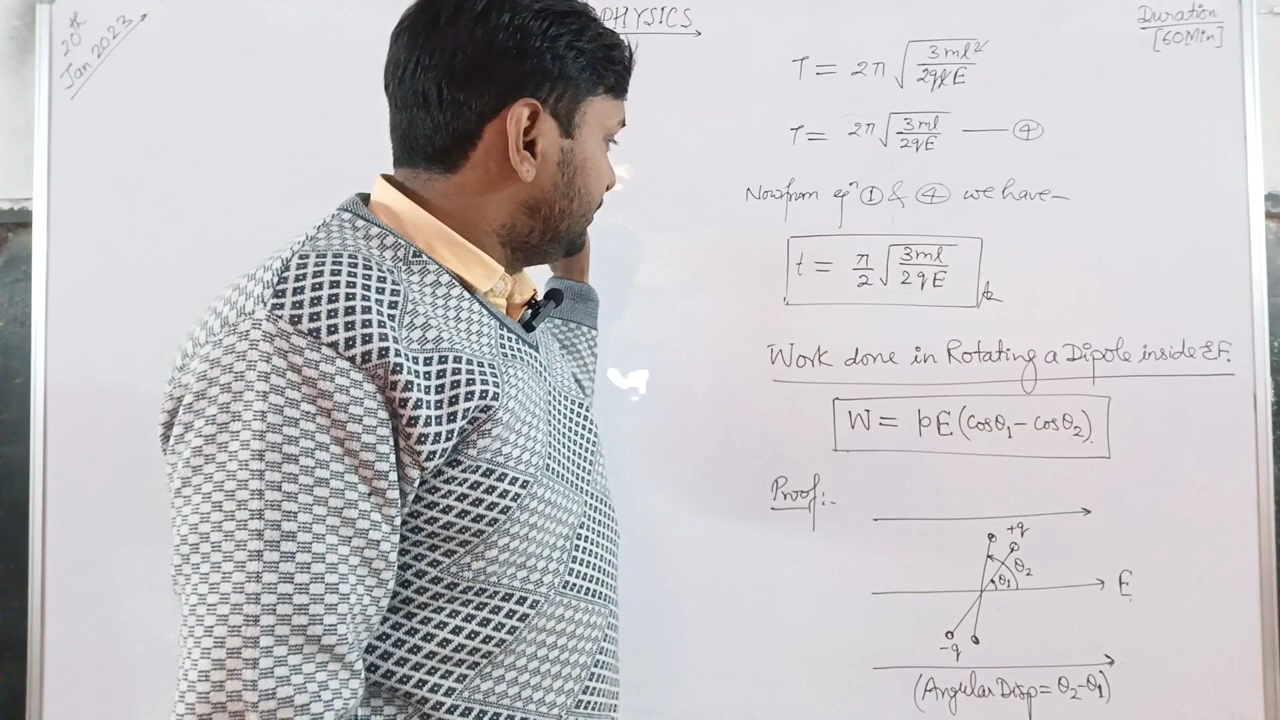 20th
Jan 2023
PHYSICS
Duration
[60Min]
T = 2π √(3ml²/2qlE)
T = 2π √(3ml/2qE) — ④
Now from eqⁿ ① & ④ we have–
t = π/2 √(3ml/2qE)
Work done in Rotating a Dipole inside EF.
W = pE(cosθ₁ – cosθ₂)
Proof:-
+q
θ₂
θ₁
E
-q
(Angular Disp = θ₂-θ₁)